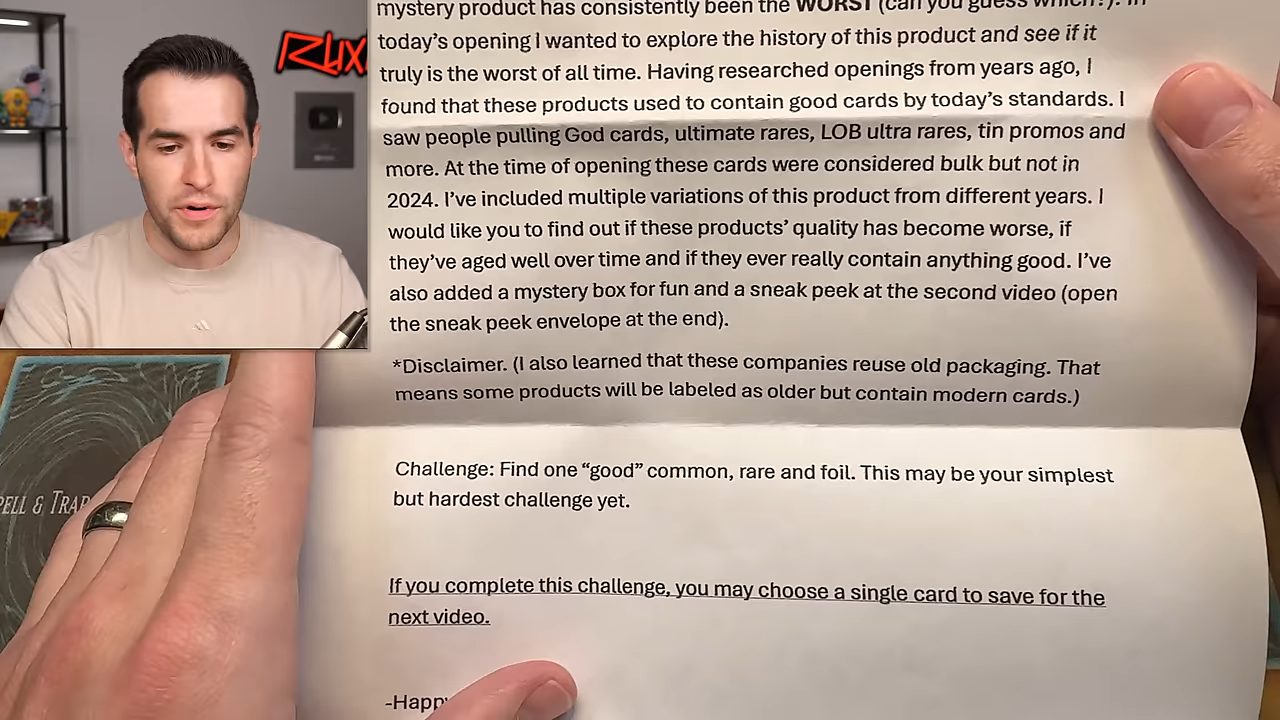 Rux
mystery product has consistently been the WORST (can you guess which?). In
today's opening I wanted to explore the history of this product and see if it
truly is the worst of all time. Having researched openings from years ago, I
found that these products used to contain good cards by today's standards. I
saw people pulling God cards, ultimate rares, LOB ultra rares, tin promos and
more. At the time of opening these cards were considered bulk but not in
2024. I've included multiple variations of this product from different years. I
would like you to find out if these products' quality has become worse, if
they've aged well over time and if they ever really contain anything good. I've
also added a mystery box for fun and a sneak peek at the second video (open
the sneak peek envelope at the end).
*Disclaimer. (I also learned that these companies reuse old packaging. That
means some products will be labeled as older but contain modern cards.)
Challenge: Find one “good” common, rare and foil. This may be your simplest
but hardest challenge yet.
If you complete this challenge, you may choose a single card to save for the
next video.
-Happy
PELL & TRAP